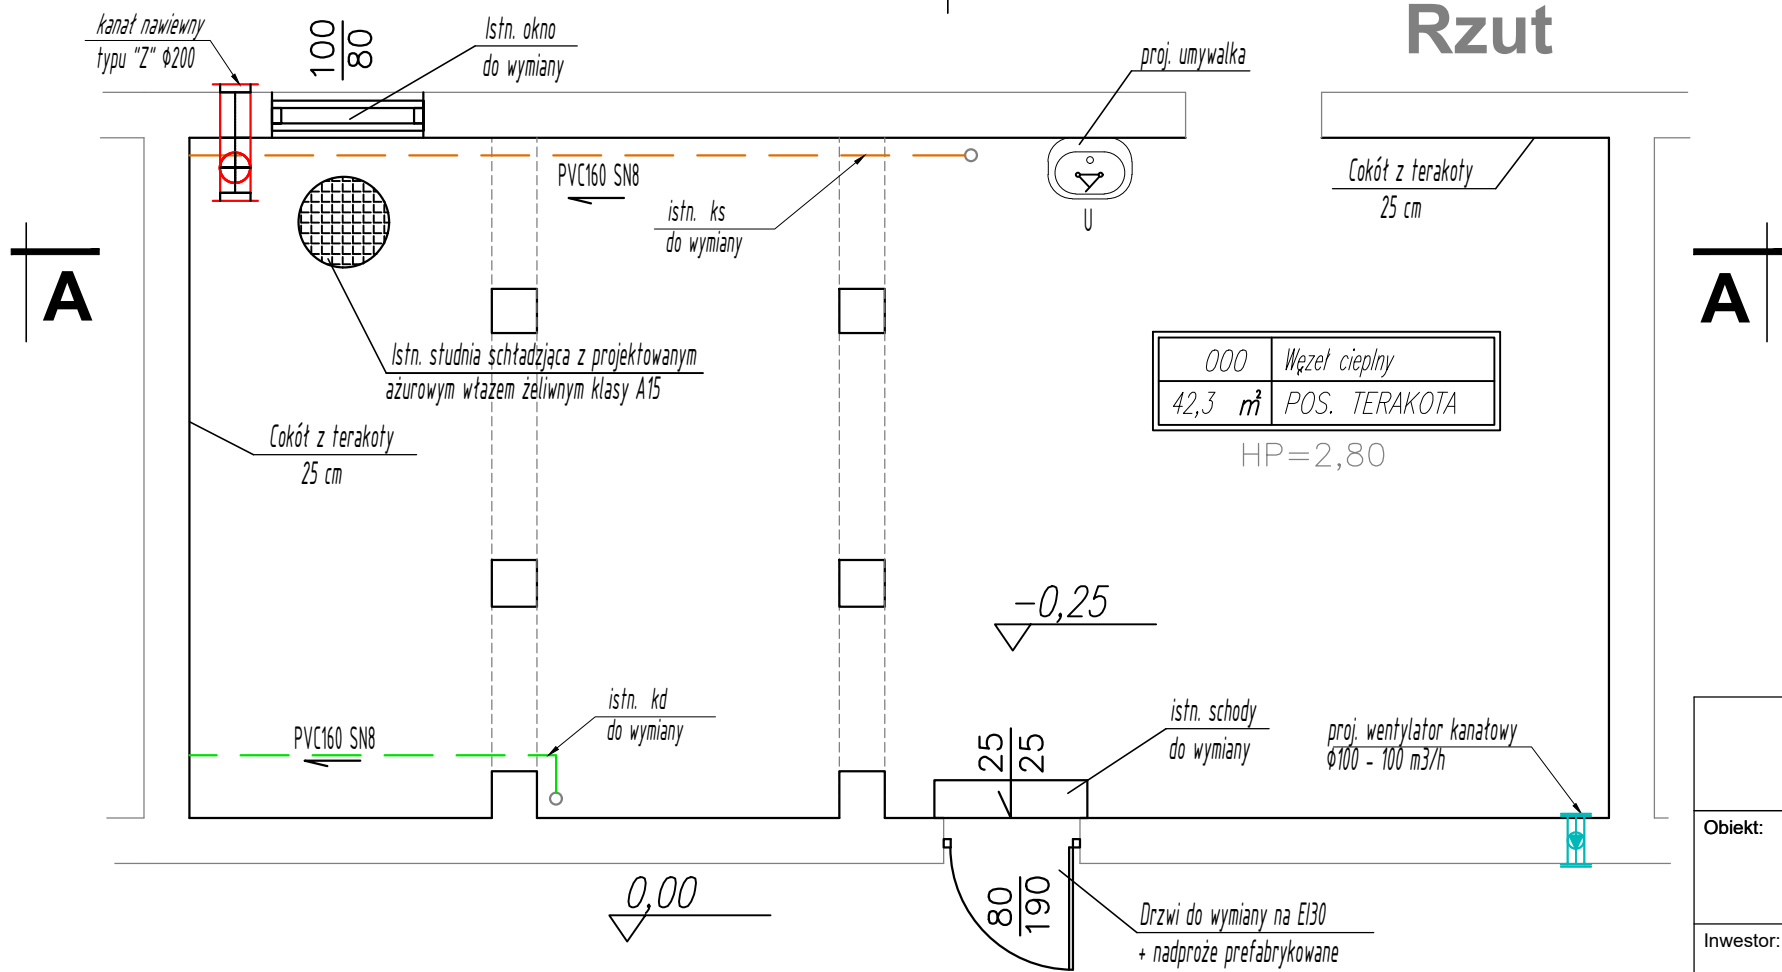 Rzut
kanał nawiewny
typu "Z" Φ200
100
80
Istn. okno
do wymiany
proj. umywalka
PVC160 SN8
istn. ks
do wymiany
U
Cokół z terakoty
25 cm
A
A
Istn. studnia schładzjąca z projektowanym
ażurowym włazem żeliwnym klasy A15
000 Węzeł cieplny
42,3 m² POS. TERAKOTA
HP=2,80
Cokół z terakoty
25 cm
-0,25
istn. kd
do wymiany
PVC160 SN8
25
25
istn. schody
do wymiany
proj. wentylator kanałowy
Φ100 - 100 m3/h
Obiekt:
0,00
80
190
Drzwi do wymiany na EI30
+ nadproże prefabrykowane
Inwestor: